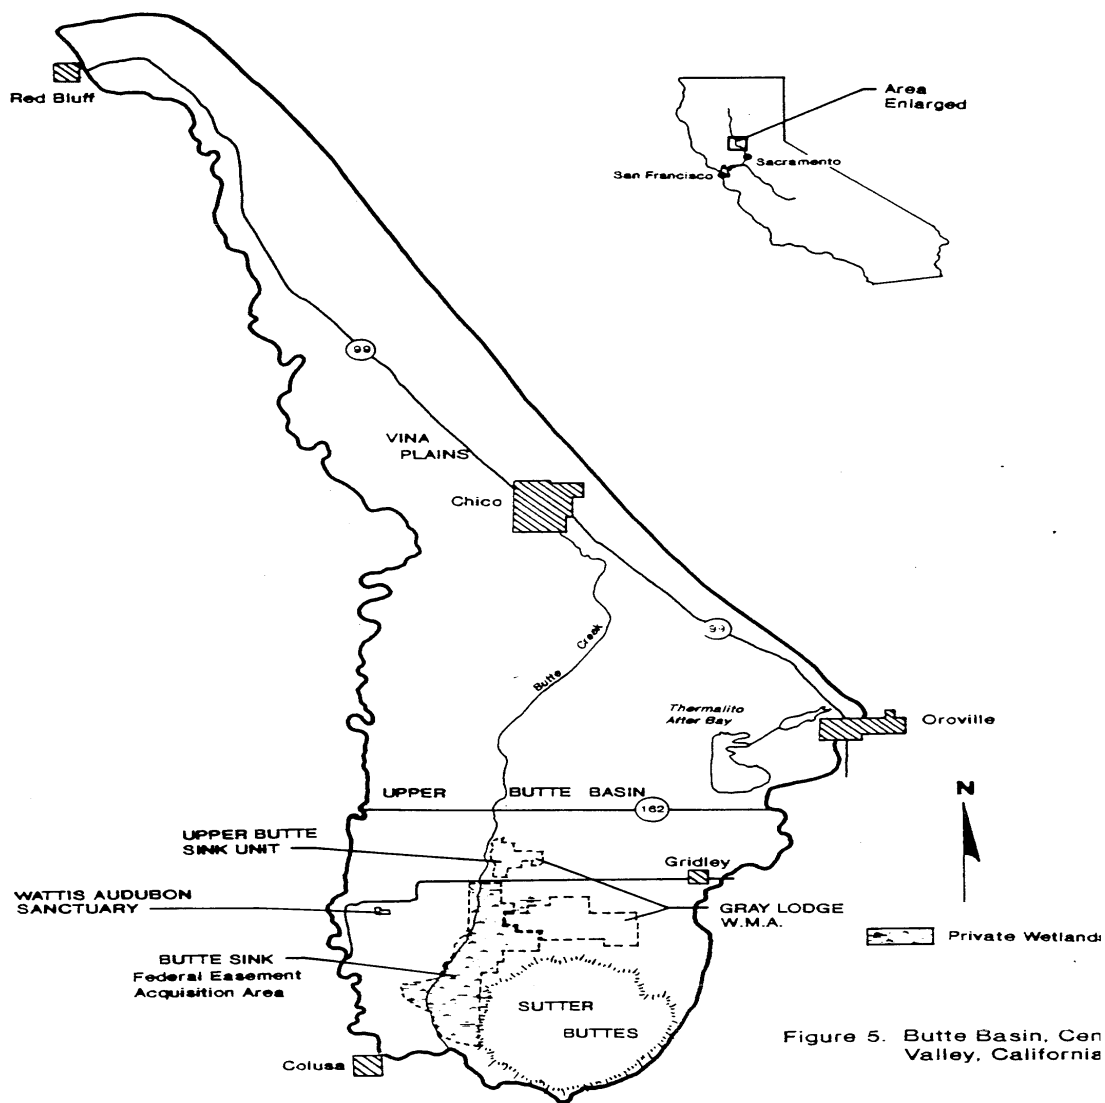 Red Bluff
Area
Enlarged
Sacramento
San Francisco
99
VINA
PLAINS
Chico
99
Butte Creek
Thermalito
After Bay
Oroville
UPPER BUTTE BASIN
162
N
UPPER BUTTE
SINK UNIT
Gridley
WATTIS AUDUBON
SANCTUARY
GRAY LODGE
W.M.A.
Private Wetlands
BUTTE SINK
Federal Easement
Acquisition Area
SUTTER
BUTTES
Colusa
Figure 5. Butte Basin, Cen
Valley, California